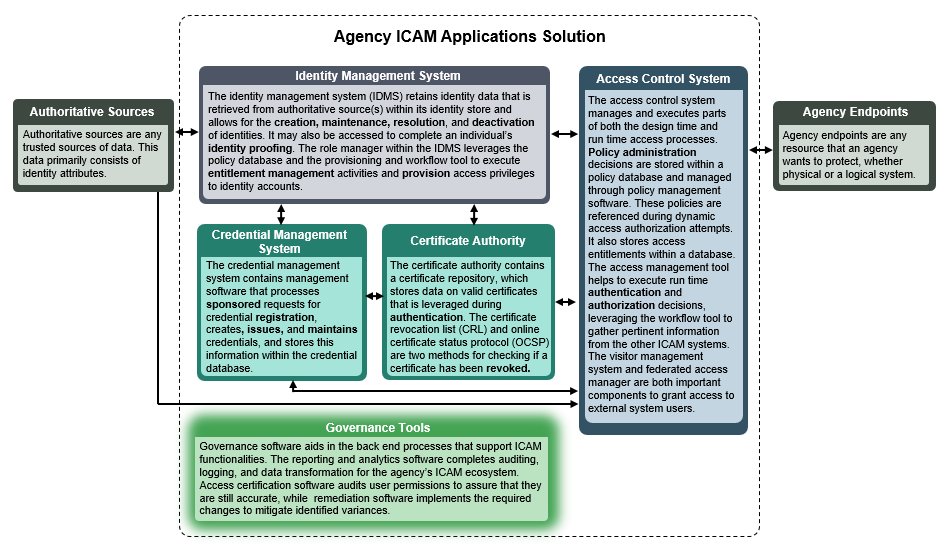 Agency ICAM Applications Solution
Authoritative Sources
Authoritative sources are any
trusted sources of data. This
data primarily consists of
identity attributes.
Identity Management System
The identity management system (IDMS) retains identity data that is
retrieved from authoritative source(s) within its identity store and
allows for the creation, maintenance, resolution, and deactivation
of identities. It may also be accessed to complete an individual's
identity proofing. The role manager within the IDMS leverages the
policy database and the provisioning and workflow tool to execute
entitlement management activities and provision access privileges
to identity accounts.
Credential Management
System
The credential management
system contains management
software that processes
sponsored requests for
credential registration,
creates, issues, and maintains
credentials, and stores this
information within the credential
database.
Certificate Authority
The certificate authority contains
a certificate repository, which
stores data on valid certificates
that is leveraged during
authentication. The certificate
revocation list (CRL) and online
certificate status protocol (OCSP)
are two methods for checking if a
certificate has been revoked.
Access Control System
The access control system
manages and executes parts
of both the design time and
run time access processes.
Policy administration
decisions are stored within a
policy database and managed
through policy management
software. These policies are
referenced during dynamic
access authorization attempts.
It also stores access
entitlements within a database.
The access management tool
helps to execute run time
authentication and
authorization decisions,
leveraging the workflow tool to
gather pertinent information
from the other ICAM systems.
The visitor management
system and federated access
manager are both important
components to grant access to
external system users.
Agency Endpoints
Agency endpoints are any
resource that an agency
wants to protect, whether
physical or a logical system.
Governance Tools
Governance software aids in the back end processes that support ICAM
functionalities. The reporting and analytics software completes auditing,
logging, and data transformation for the agency's ICAM ecosystem.
Access certification software audits user permissions to assure that they
are still accurate, while remediation software implements the required
changes to mitigate identified variances.